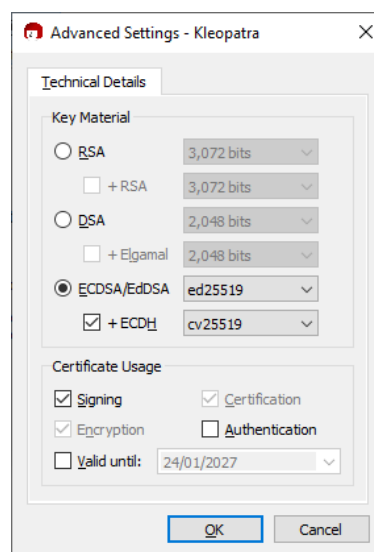 Advanced Settings - Kleopatra
Technical Details
Key Material
RSA 3,072 bits
+ RSA 3,072 bits
DSA 2,048 bits
+ Elgamal 2,048 bits
ECDSA/EdDSA ed25519
+ ECDH cv25519
Certificate Usage
Signing Certification
Encryption Authentication
Valid until: 24/01/2027
OK Cancel